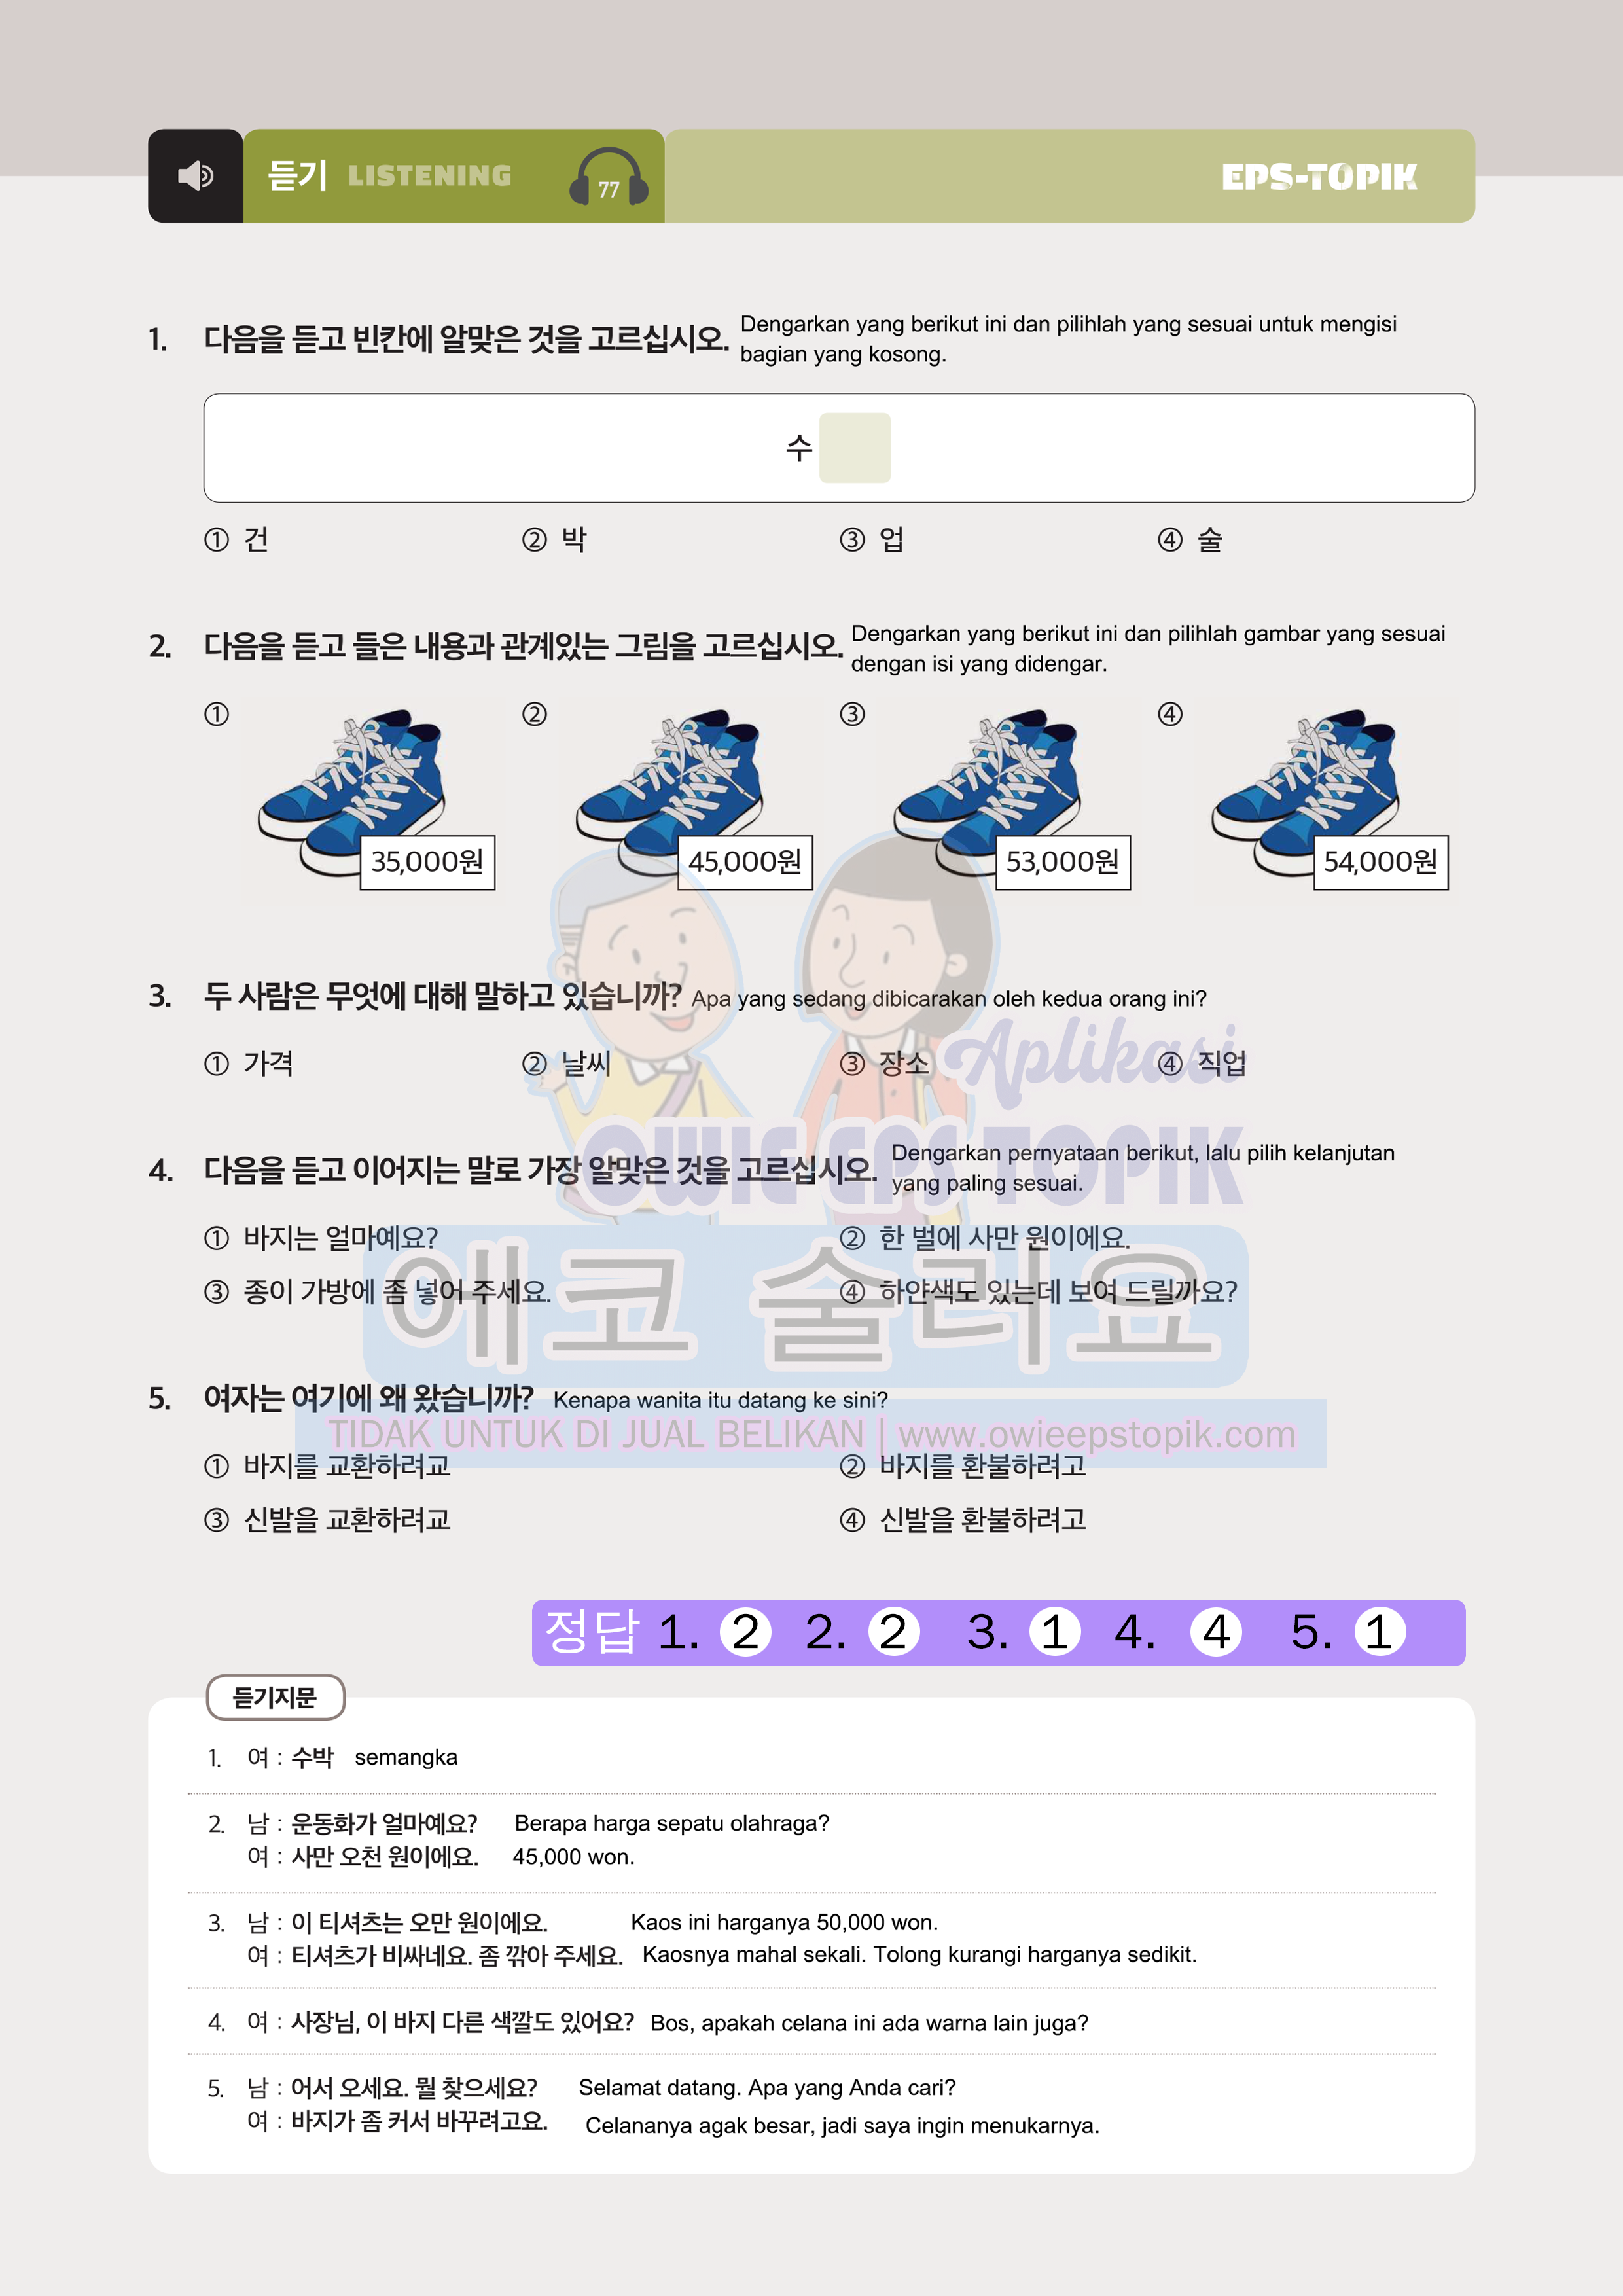 듣기 LISTENING 77 EPS-TOPIK
1. 다음을 듣고 빈칸에 알맞은 것을 고르십시오. Dengarkan yang berikut ini dan pilihlah yang sesuai untuk mengisi
bagian yang kosong.
수
① 건 ② 박 ③ 업 ④ 술
2. 다음을 듣고 들은 내용과 관계있는 그림을 고르십시오. Dengarkan yang berikut ini dan pilihlah gambar yang sesuai
dengan isi yang didengar.
① ② ③ ④
35,000원 45,000원 53,000원 54,000원
3. 두 사람은 무엇에 대해 말하고 있습니까? Apa yang sedang dibicarakan oleh kedua orang ini?
① 가격 ② 날씨 ③ 장소 ④ 직업
Aplikasi
OWIE EPS TOPIK
4. 다음을 듣고 이어지는 말로 가장 알맞은 것을 고르십시오. Dengarkan pernyataan berikut, lalu pilih kelanjutan
yang paling sesuai.
① 바지는 얼마예요? ② 한 벌에 사만 원이에요.
③ 종이 가방에 좀 넣어 주세요. ④ 하얀색도 있는데 보여 드릴까요?
에코 술러요
5. 여자는 여기에 왜 왔습니까? Kenapa wanita itu datang ke sini?
TIDAK UNTUK DI JUAL BELIKAN | www.owieepstopik.com
① 바지를 교환하려교 ② 바지를 환불하려고
③ 신발을 교환하려교 ④ 신발을 환불하려고
정답 1. ② 2. ② 3. ① 4. ④ 5. ①
듣기지문
1. 여 : 수박 semangka
2. 남 : 운동화가 얼마예요? Berapa harga sepatu olahraga?
여 : 사만 오천 원이에요. 45,000 won.
3. 남 : 이 티셔츠는 오만 원이에요. Kaos ini harganya 50,000 won.
여 : 티셔츠가 비싸네요. 좀 깎아 주세요. Kaosnya mahal sekali. Tolong kurangi harganya sedikit.
4. 여 : 사장님, 이 바지 다른 색깔도 있어요? Bos, apakah celana ini ada warna lain juga?
5. 남 : 어서 오세요. 뭘 찾으세요? Selamat datang. Apa yang Anda cari?
여 : 바지가 좀 커서 바꾸려고요. Celananya agak besar, jadi saya ingin menukarnya.